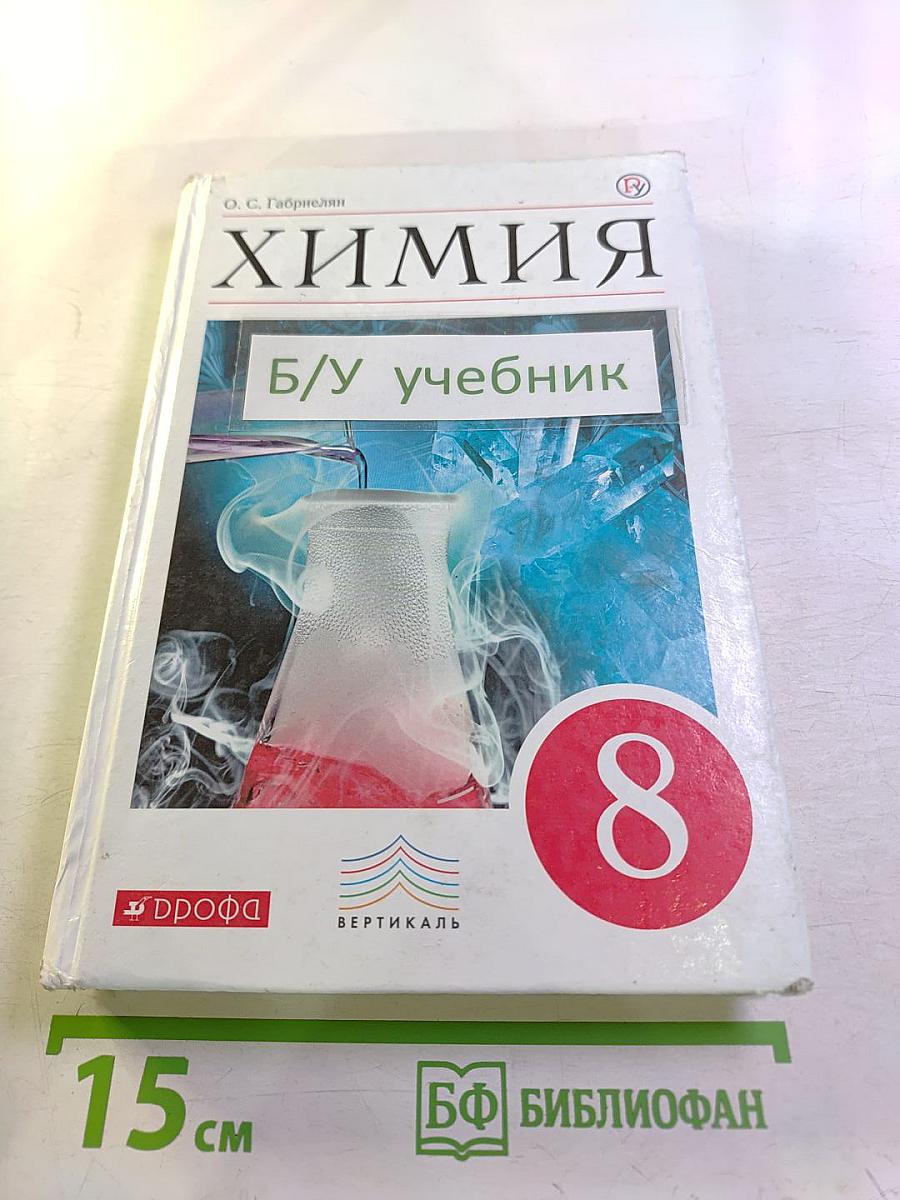 О. С. Габриелян
ХИМИЯ
Б/У учебник
8
дрофа
ВЕРТИКАЛЬ
15 см
БФ БИБЛИОФАН